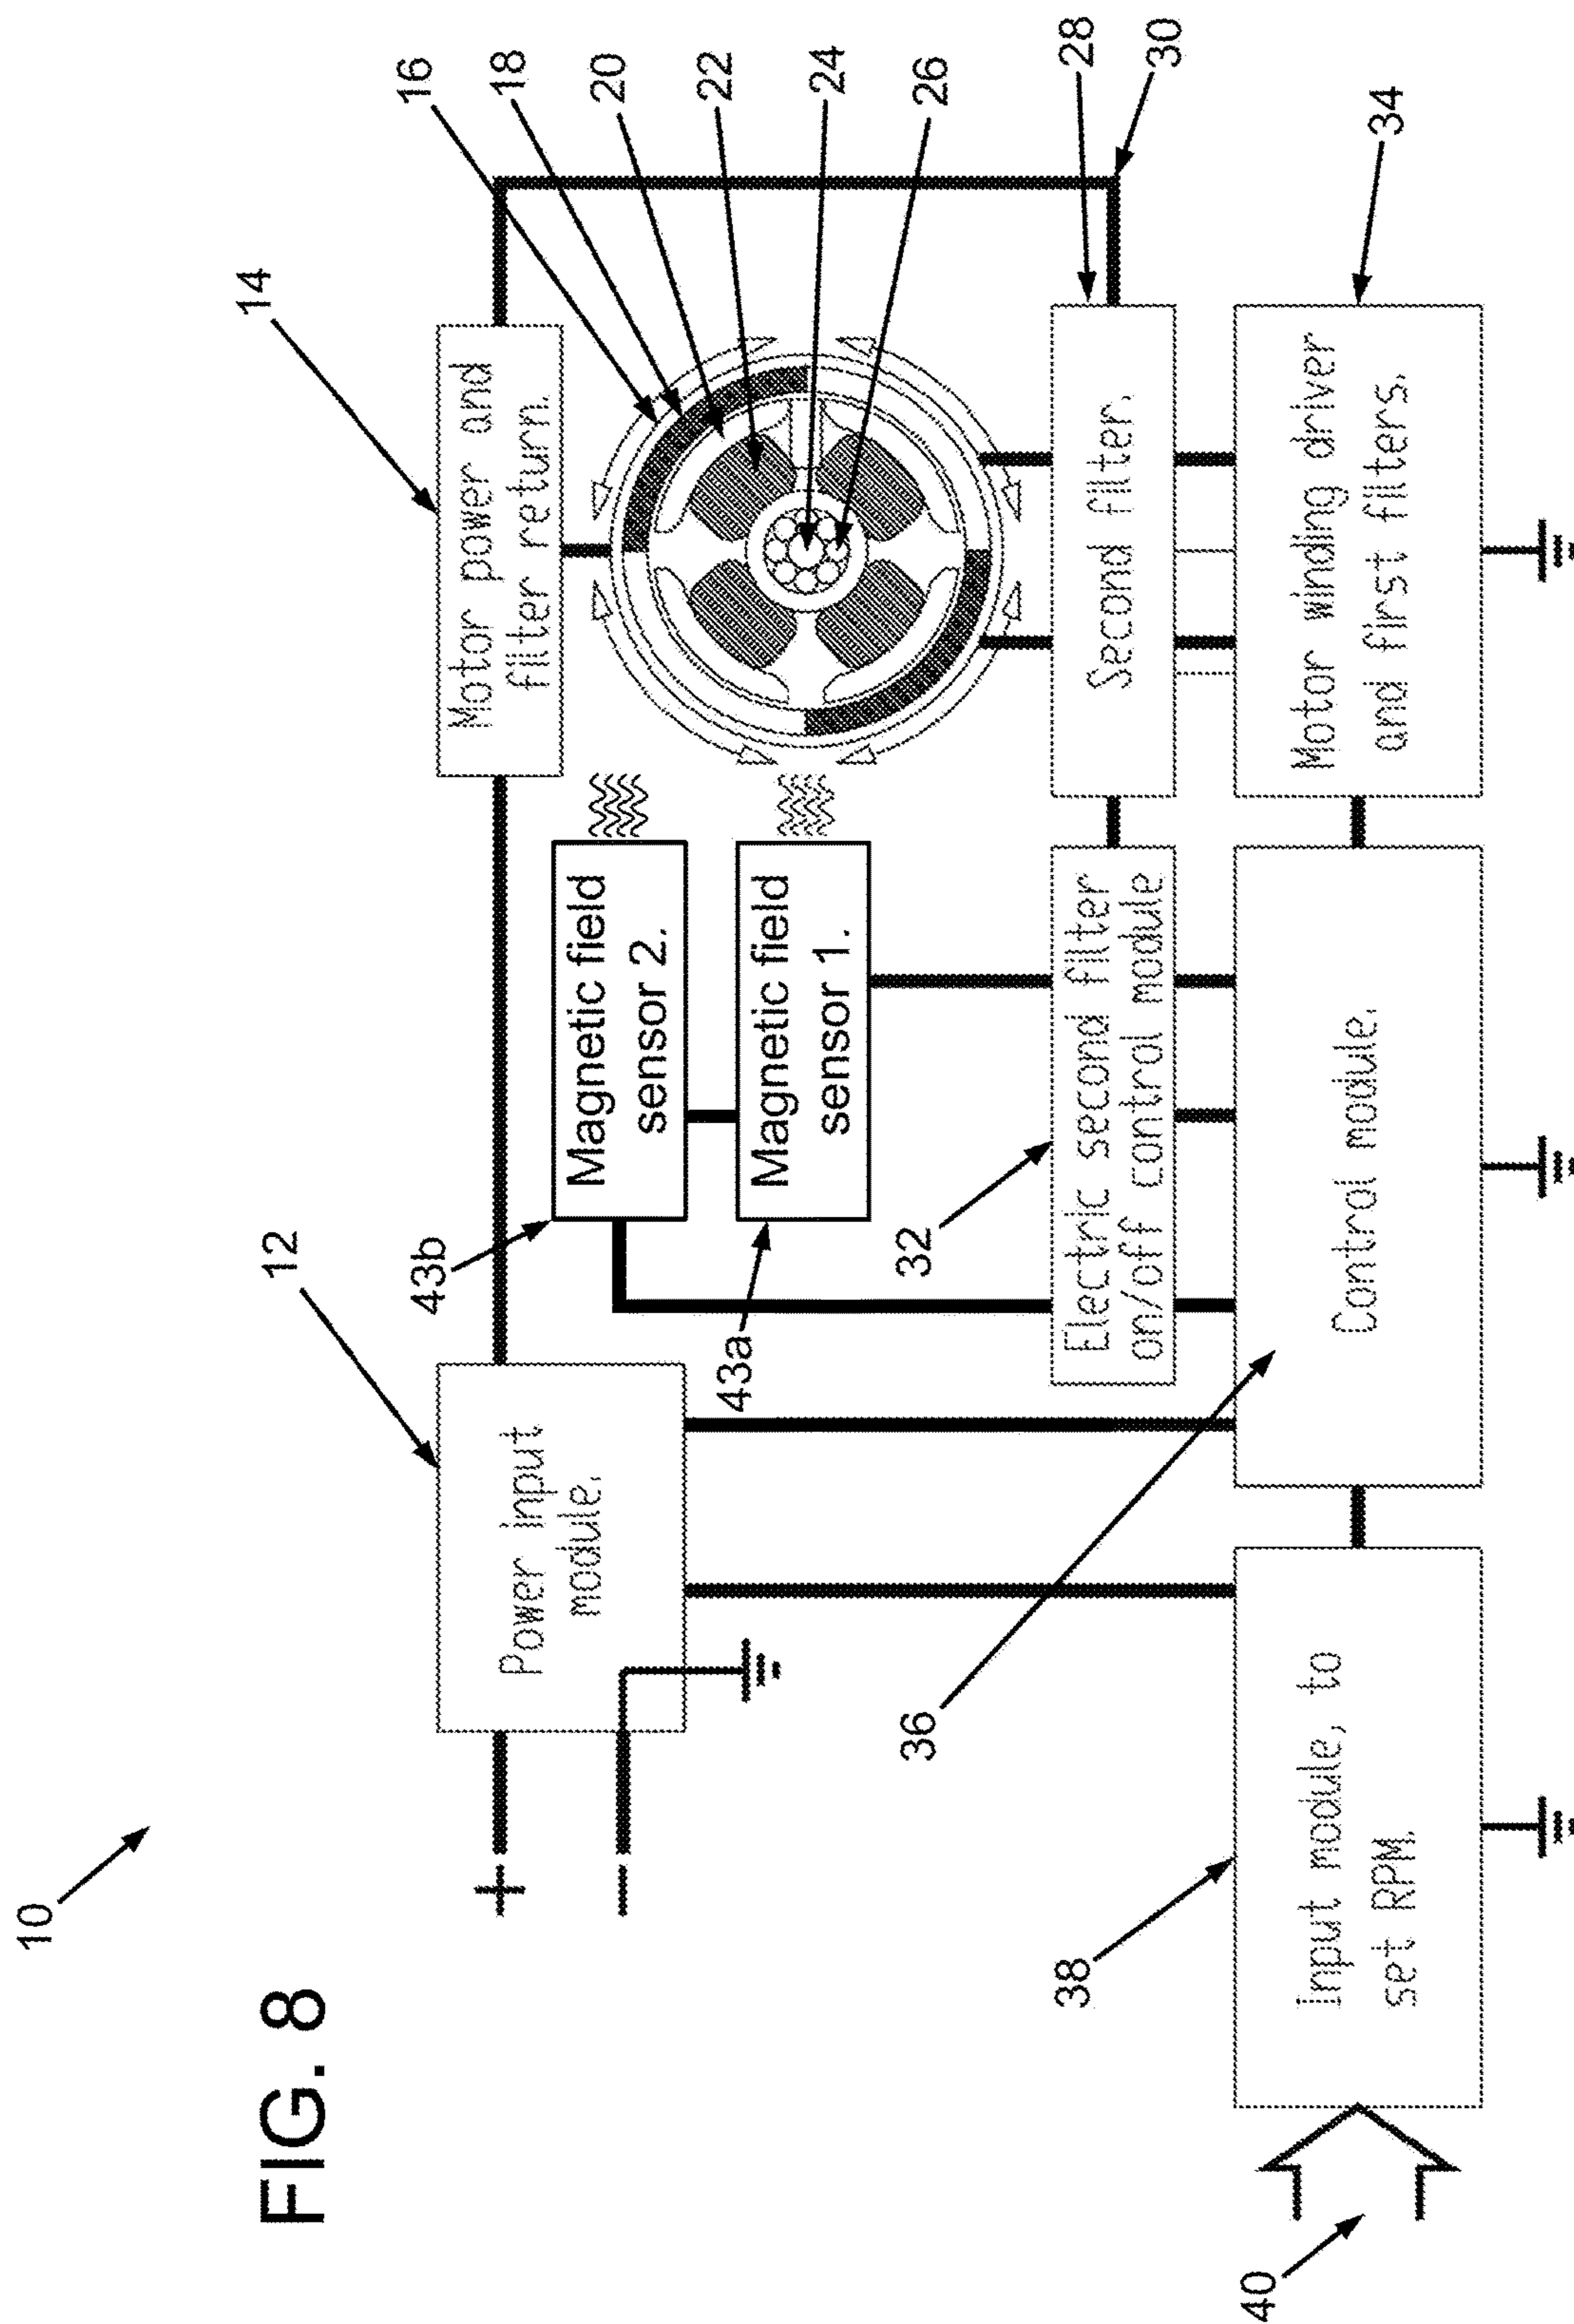 FIG. 8
10
12
14
16
18
20
22
24
26
28
30
34
Motor power and
filter return.
Power input
module.
+
-
43b
Magnetic field
sensor 2.
43a
Magnetic field
sensor 1.
32
Electric second filter
on/off control module
Second filter.
Motor winding driver
and first filters.
36
Control module.
38
Input module, to
set RPM.
40